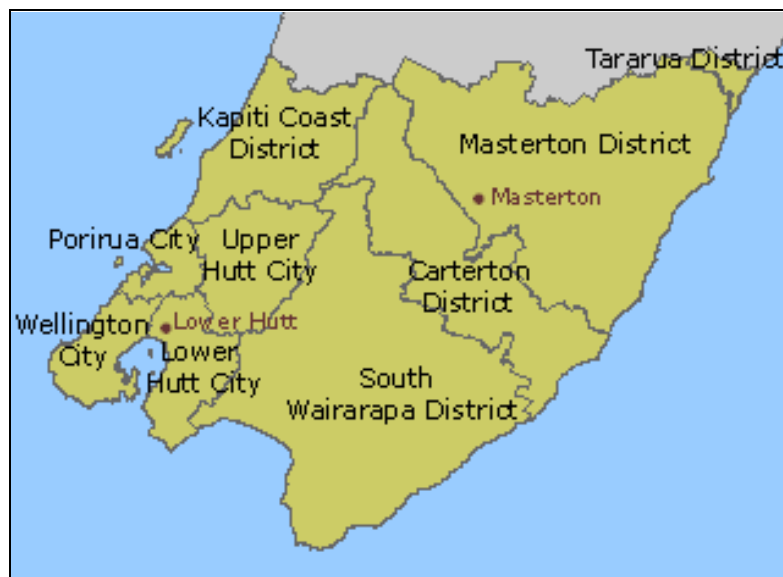 Tararua District
Kapiti Coast
District
Masterton District
Masterton
Porirua City
Upper
Hutt City
Carterton
District
Wellington
City
Lower Hutt
Lower
Hutt City
South
Wairarapa District